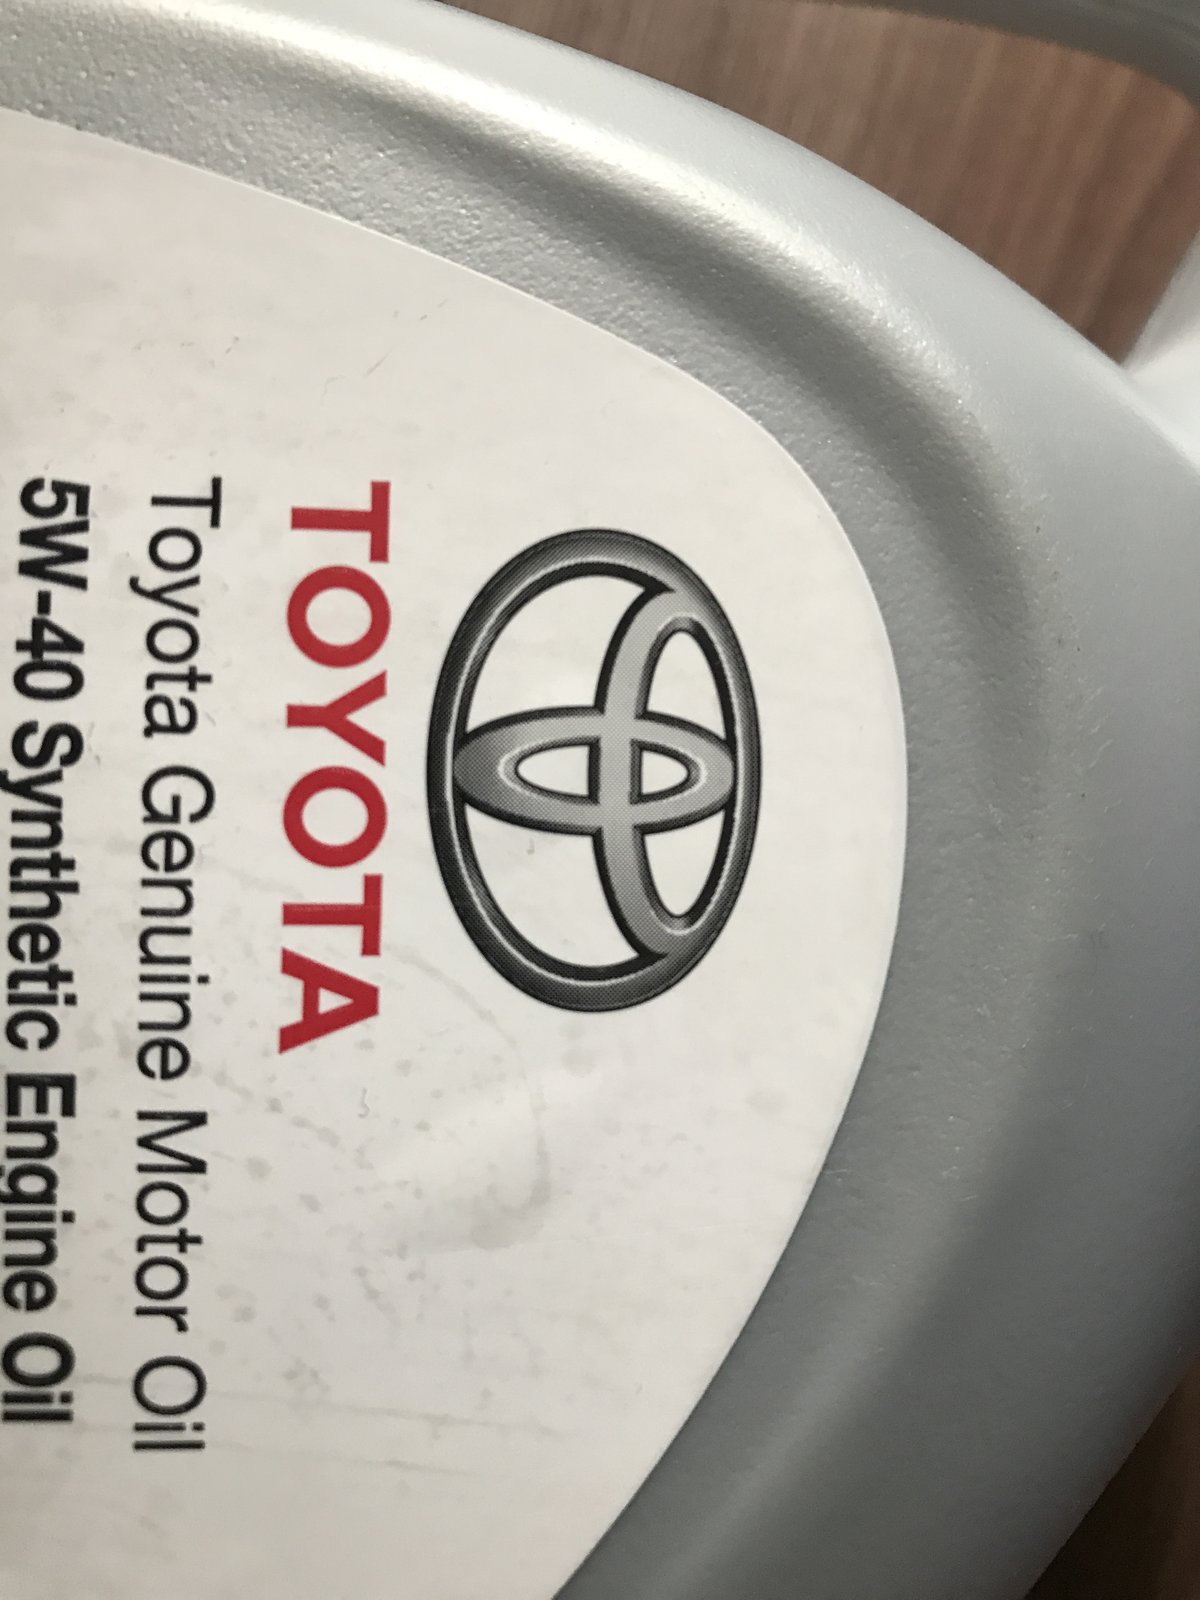 TOYOTA
Toyota Genuine Motor Oil
5W-40 Synthetic Engine Oil